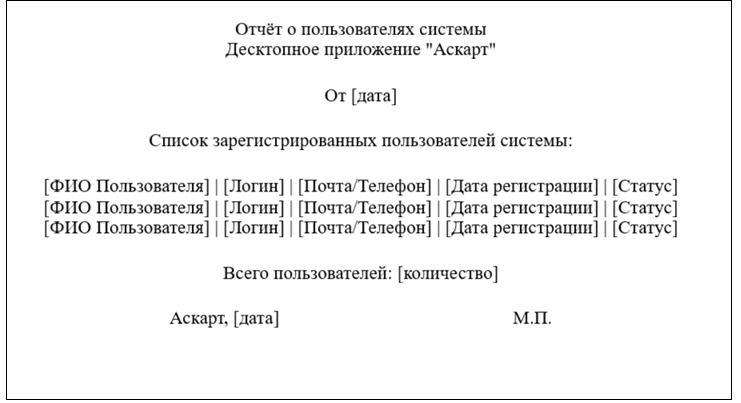 Отчёт о пользователях системы
Десктопное приложение "Аскарт"
От [дата]
Список зарегистрированных пользователей системы:
[ФИО Пользователя] | [Логин] | [Почта/Телефон] | [Дата регистрации] | [Статус]
[ФИО Пользователя] | [Логин] | [Почта/Телефон] | [Дата регистрации] | [Статус]
[ФИО Пользователя] | [Логин] | [Почта/Телефон] | [Дата регистрации] | [Статус]
Всего пользователей: [количество]
Аскарт, [дата] М.П.